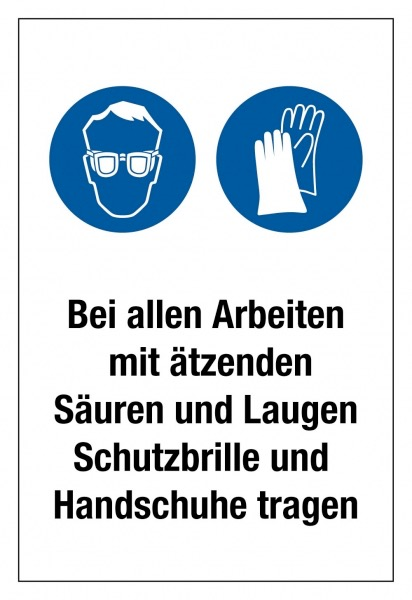 Bei allen Arbeiten
mit ätzenden
Säuren und Laugen
Schutzbrille und
Handschuhe tragen